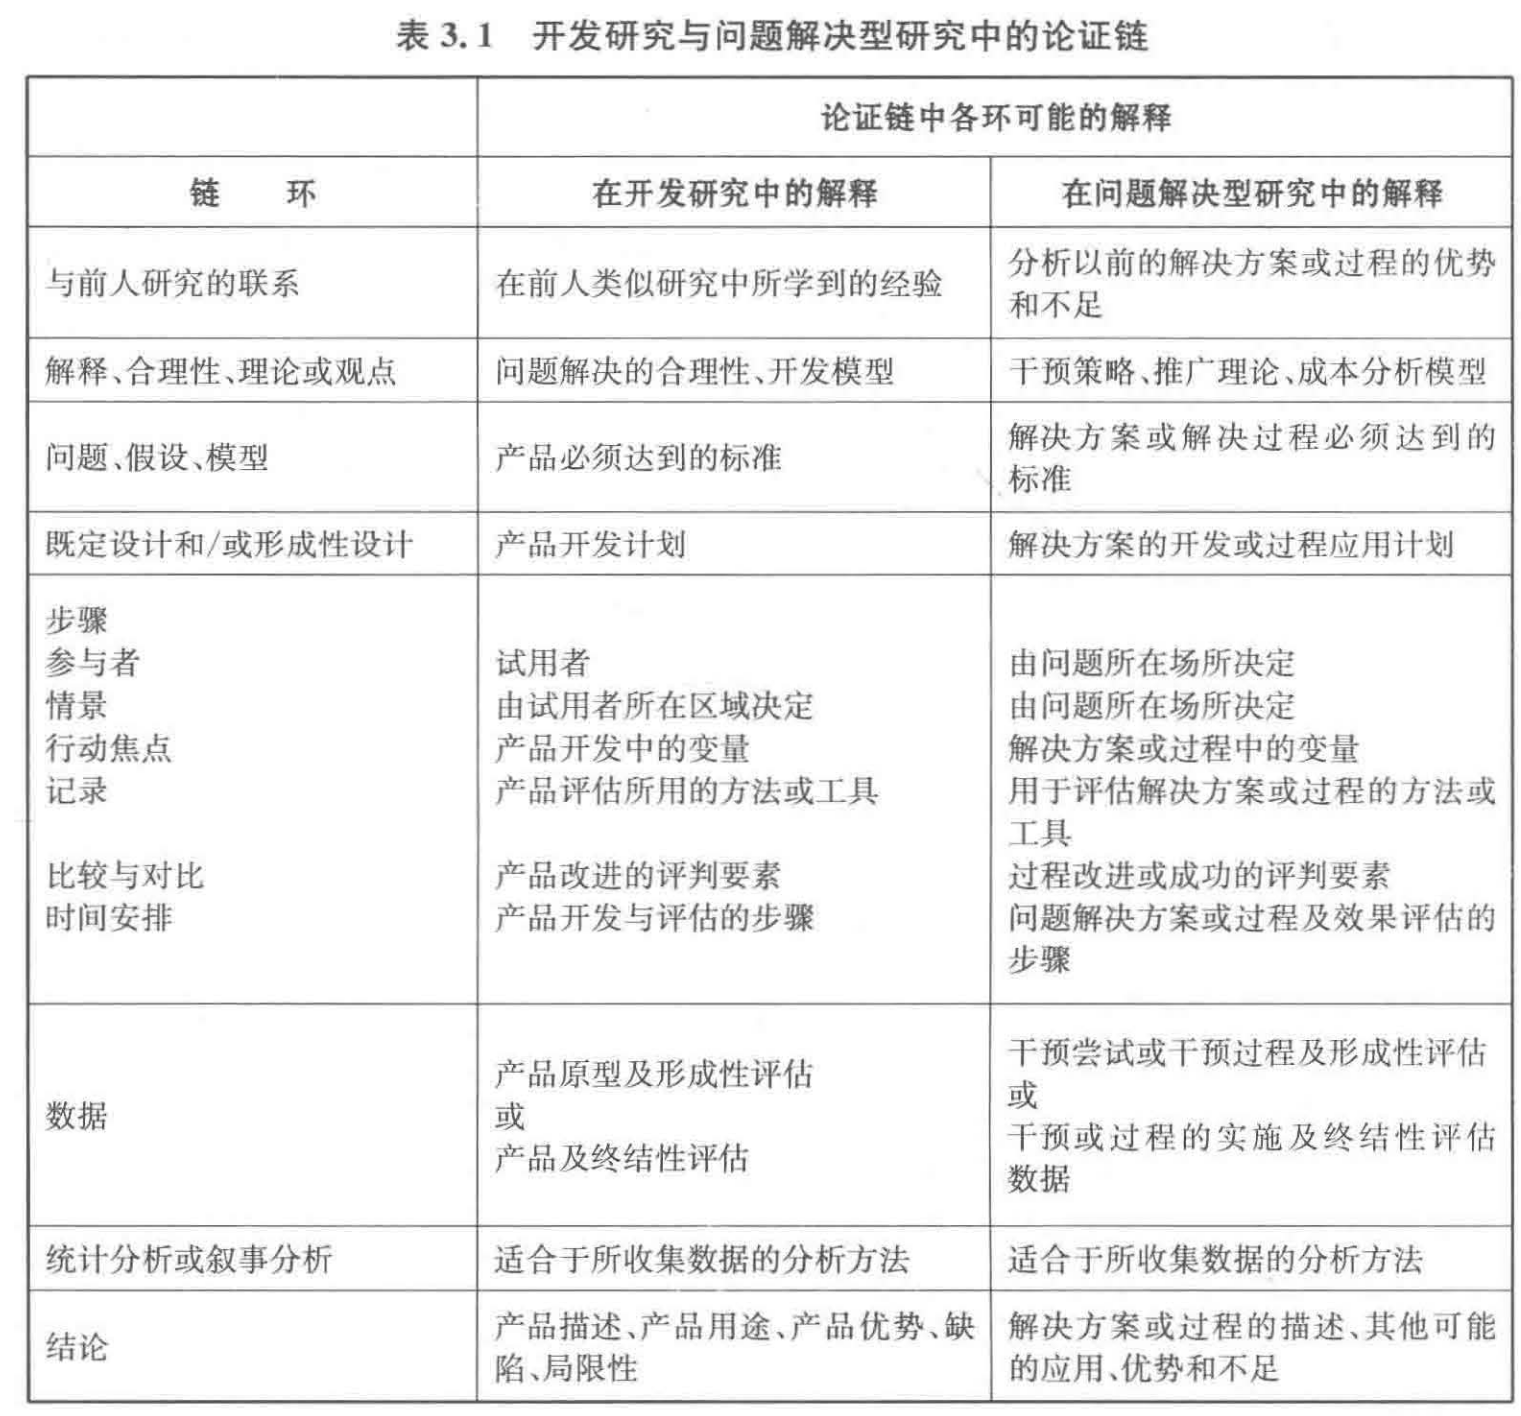 表 3.1 开发研究与问题解决型研究中的论证链
论证链中各环可能的解释
链 环 在开发研究中的解释 在问题解决型研究中的解释
与前人研究的联系 在前人类似研究中所学到的经验 分析以前的解决方案或过程的优势
和不足
解释、合理性、理论或观点 问题解决的合理性、开发模型 干预策略、推广理论、成本分析模型
问题、假设、模型 产品必须达到的标准 解决方案或解决过程必须达到的
标准
既定设计和/或形成性设计 产品开发计划 解决方案的开发或过程应用计划
步骤
参与者 试用者 由问题所在场所决定
情景 由试用者所在区域决定 由问题所在场所决定
行动焦点 产品开发中的变量 解决方案或过程中的变量
记录 产品评估所用的方法或工具 用于评估解决方案或过程的方法或
工具
比较与对比 产品改进的评判要素 过程改进或成功的评判要素
时间安排 产品开发与评估的步骤 问题解决方案或过程及效果评估的
步骤
数据
产品原型及形成性评估
或
产品及终结性评估
干预尝试或干预过程及形成性评估
或
干预或过程的实施及终结性评估
数据
统计分析或叙事分析 适合于所收集数据的分析方法 适合于所收集数据的分析方法
结论
产品描述、产品用途、产品优势、缺
陷、局限性
解决方案或过程的描述、其他可能
的应用、优势和不足